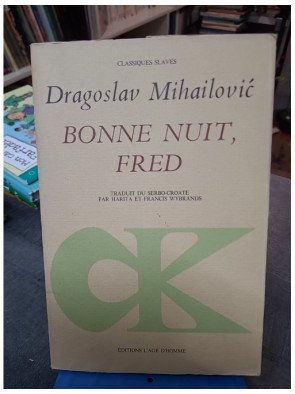 CLASSIQUES SLAVES
Dragoslav Mihailović
BONNE NUIT,
FRED
TRADUIT DU SERBO-CROATE
PAR HARITA ET FRANCIS WYBRANDS
ÉDITIONS L'AGE D'HOMME